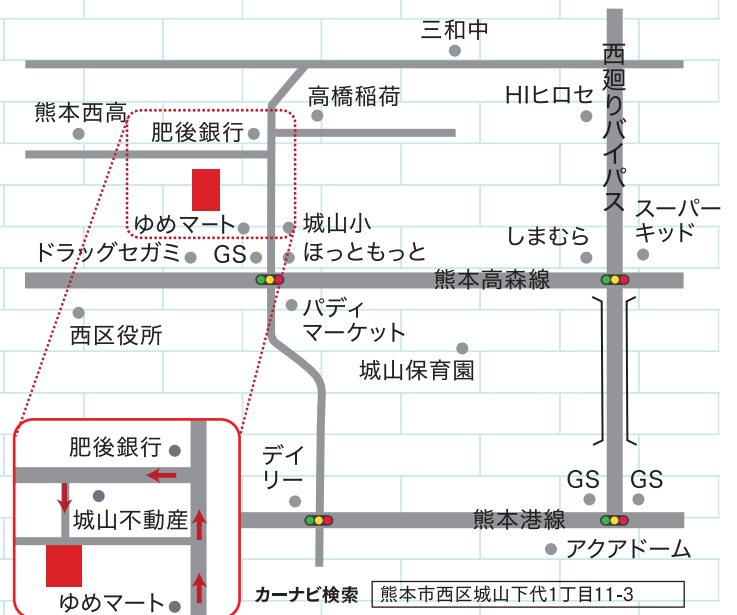 三和中
西廻りバイパス
高橋稲荷
HIヒロセ
熊本西高
肥後銀行
スーパー
キッド
ゆめマート
城山小
しまむら
ドラッグセガミ
GS
ほっともっと
熊本高森線
パディ
マーケット
西区役所
城山保育園
肥後銀行
デイ
リー
城山不動産
GS
GS
熊本港線
アクアドーム
ゆめマート
カーナビ検索
熊本市西区城山下代1丁目11-3